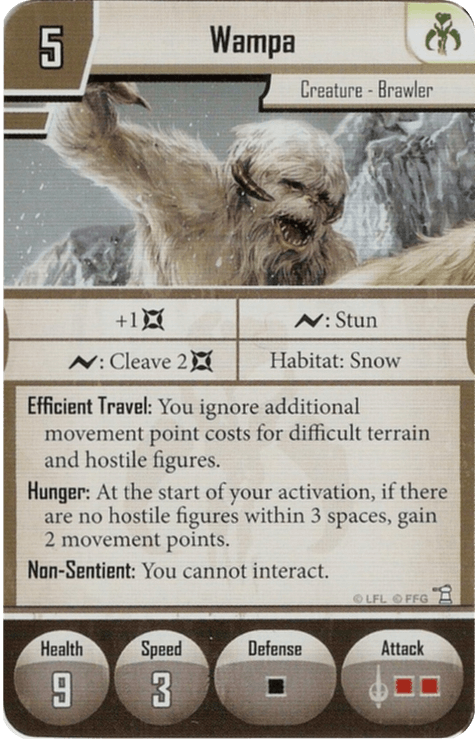 5
Wampa
Creature - Brawler
+1
: Stun
: Cleave 2
Habitat: Snow
Efficient Travel: You ignore additional
movement point costs for difficult terrain
and hostile figures.
Hunger: At the start of your activation, if there
are no hostile figures within 3 spaces, gain
2 movement points.
Non-Sentient: You cannot interact.
© LFL © FFG
Health
Speed
Defense
Attack
9
3